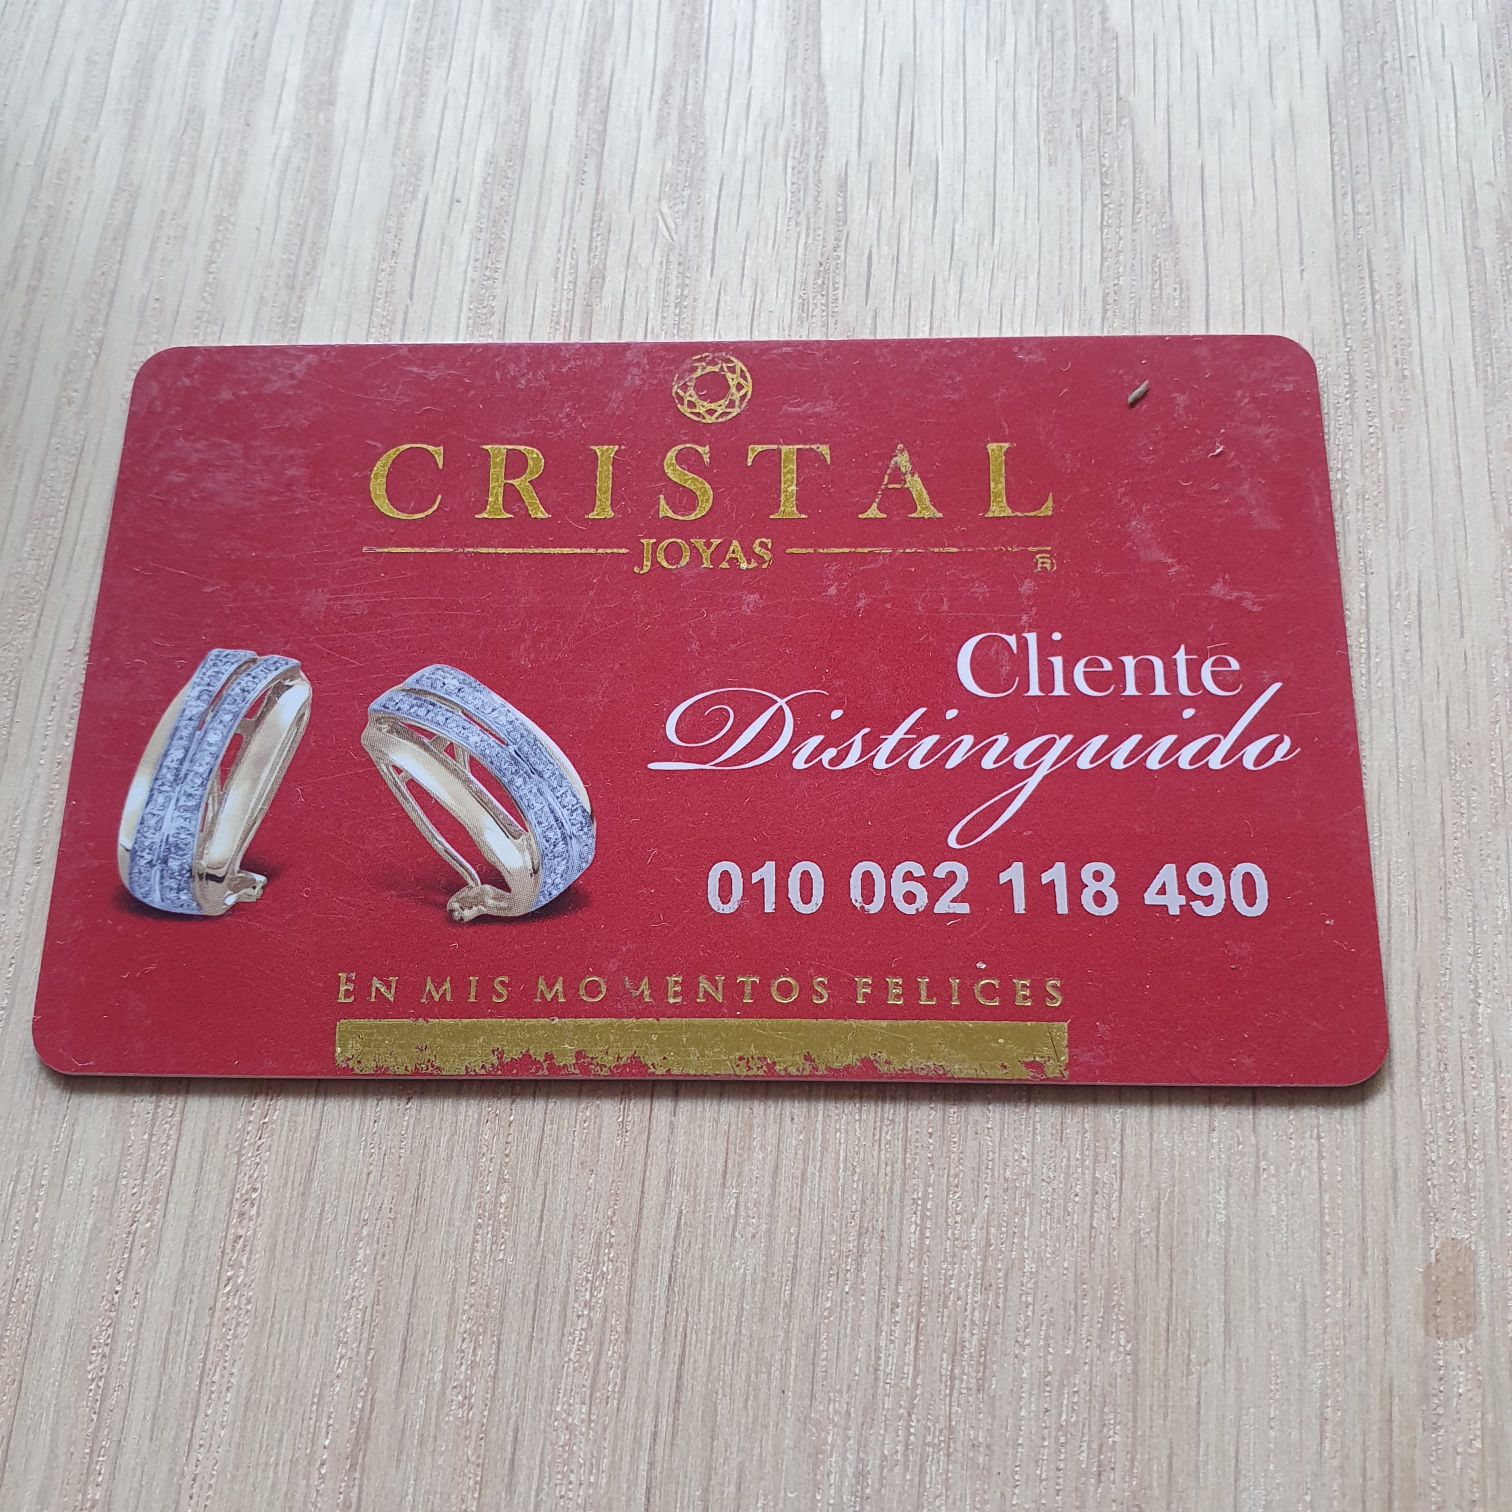 CRISTAL
JOYAS
Cliente
Distinguido
010 062 118 490
EN MIS MOMENTOS FELICES